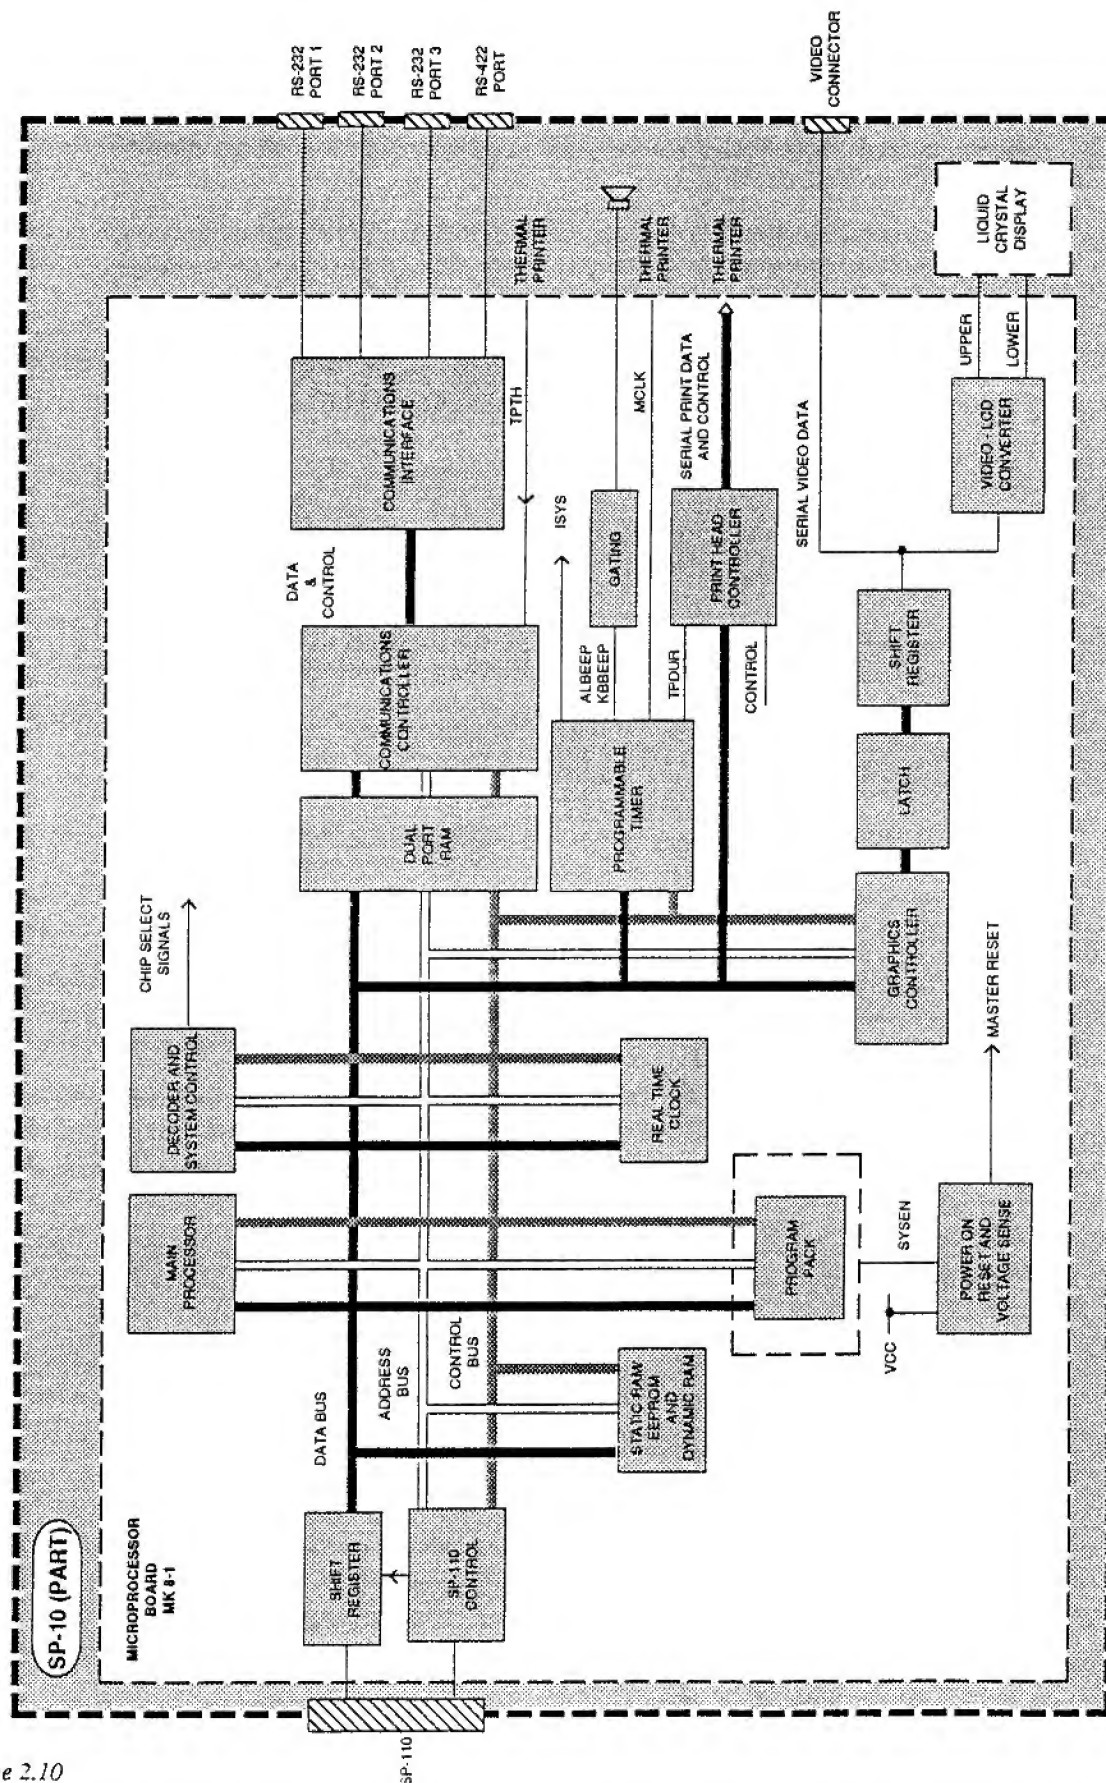 SP-10 (PART)
MICROPROCESSOR
BOARD
MK 8-1
SP-110
SHIFT
REGISTER
SP-110
CONTROL
DATA BUS
ADDRESS
BUS
CONTROL
BUS
STATIC RAM/
EEPROM
AND
DYNAMIC RAM
MAIN
PROCESSOR
PROGRAM
PACK
VCC
SYSEN
POWER ON
RESET AND
VOLTAGE SENSE
MASTER RESET
DECODER AND
SYSTEM CONTROL
CHIP SELECT
SIGNALS
REAL TIME
CLOCK
DUAL
PORT
RAM
COMMUNICATIONS
CONTROLLER
DATA
&
CONTROL
COMMUNICATIONS
INTERFACE
RS-232
PORT 1
RS-232
PORT 2
RS-232
PORT 3
RS-422
PORT
TPTH
THERMAL
PRINTER
PROGRAMMABLE
TIMER
ISYS
ALBEEP
KBBEEP
GATING
MCLK
THERMAL
PRINTER
TPDUR
CONTROL
PRINT HEAD
CONTROLLER
SERIAL PRINT DATA
AND CONTROL
THERMAL
PRINTER
GRAPHICS
CONTROLLER
LATCH
SHIFT
REGISTER
SERIAL VIDEO DATA
VIDEO
CONNECTOR
VIDEO - LCD
CONVERTER
UPPER
LOWER
LIQUID
CRYSTAL
DISPLAY
e 2.10